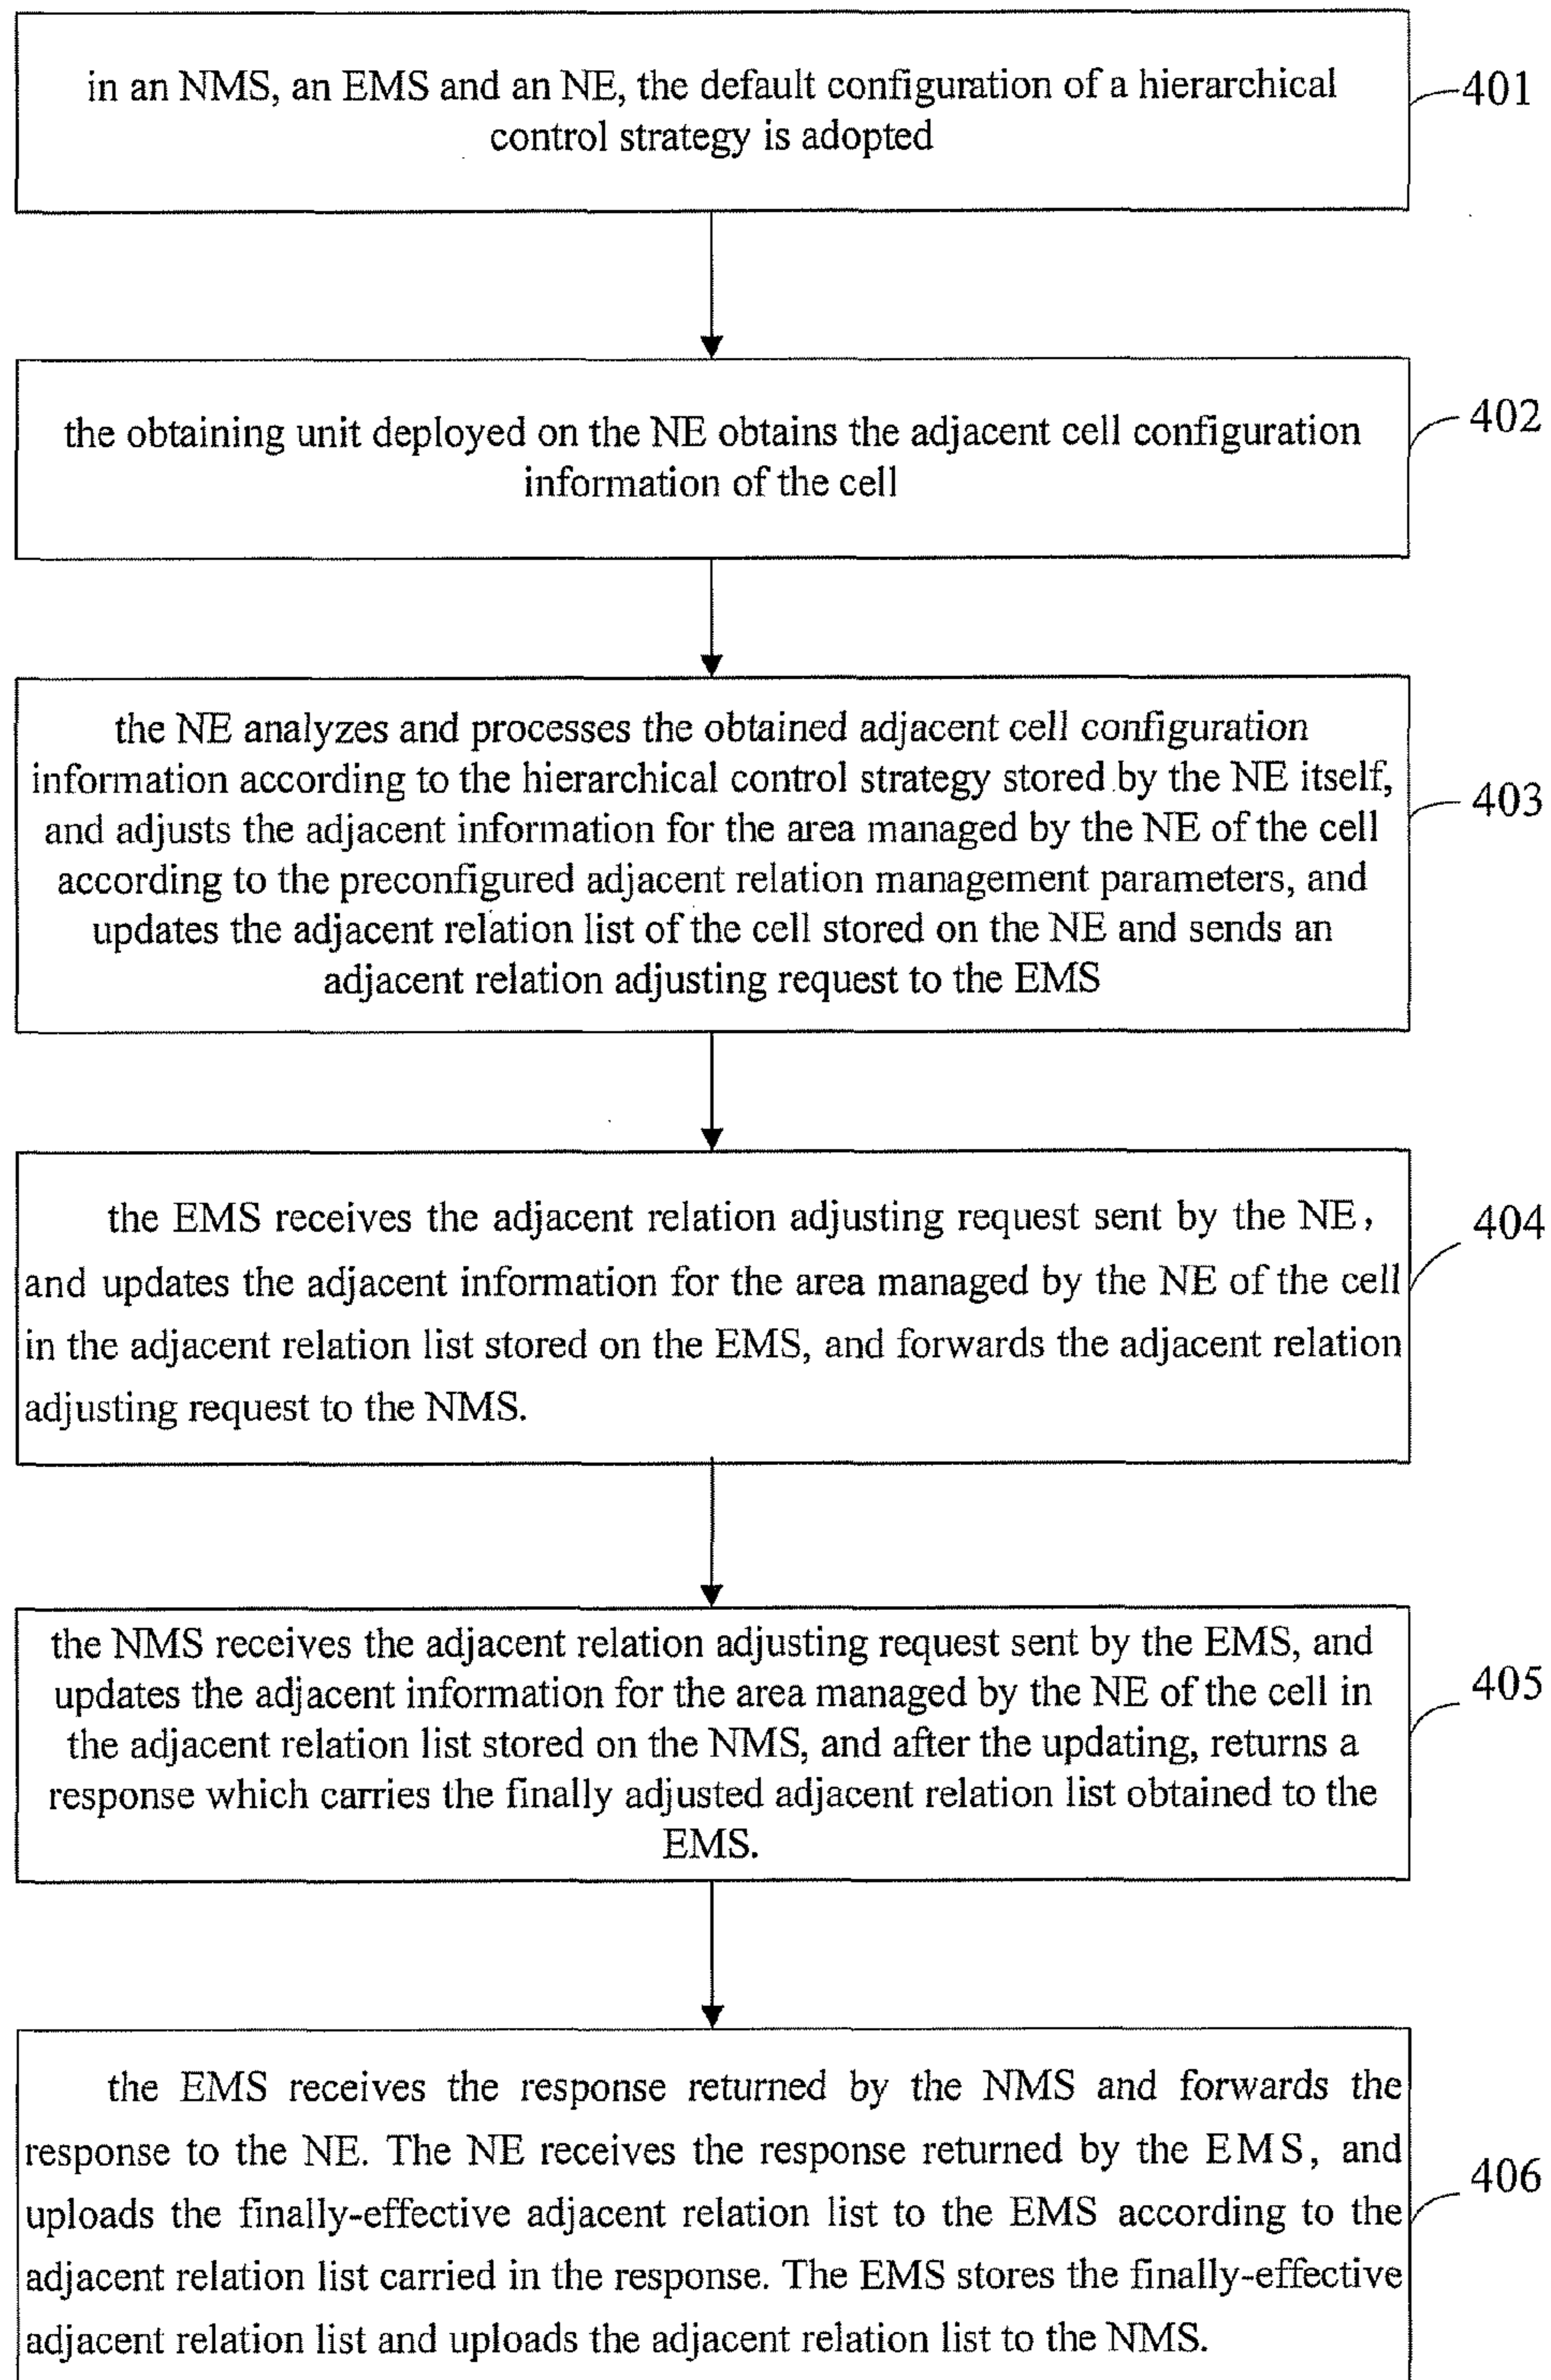 in an NMS, an EMS and an NE, the default configuration of a hierarchical
control strategy is adopted
401
the obtaining unit deployed on the NE obtains the adjacent cell configuration
information of the cell
402
the NE analyzes and processes the obtained adjacent cell configuration
information according to the hierarchical control strategy stored by the NE itself,
and adjusts the adjacent information for the area managed by the NE of the cell
according to the preconfigured adjacent relation management parameters, and
updates the adjacent relation list of the cell stored on the NE and sends an
adjacent relation adjusting request to the EMS
403
the EMS receives the adjacent relation adjusting request sent by the NE,
and updates the adjacent information for the area managed by the NE of the cell
in the adjacent relation list stored on the EMS, and forwards the adjacent relation
adjusting request to the NMS.
404
the NMS receives the adjacent relation adjusting request sent by the EMS, and
updates the adjacent information for the area managed by the NE of the cell in
the adjacent relation list stored on the NMS, and after the updating, returns a
response which carries the finally adjusted adjacent relation list obtained to the
EMS.
405
the EMS receives the response returned by the NMS and forwards the
response to the NE. The NE receives the response returned by the EMS, and
uploads the finally-effective adjacent relation list to the EMS according to the
adjacent relation list carried in the response. The EMS stores the finally-effective
adjacent relation list and uploads the adjacent relation list to the NMS.
406